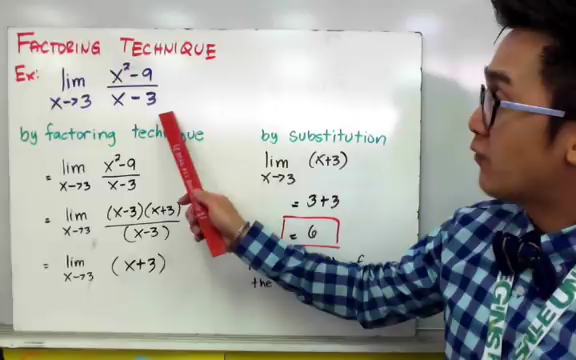 FACTORING TECHNIQUE
Ex: lim x²-9
x→3 x-3
by factoring technique
= lim x²-9
x→3 x-3
= lim (x-3)(x+3)
x→3 (x-3)
= lim (x+3)
x→3
by substitution
lim (x+3)
x→3
= 3+3
= 6
the